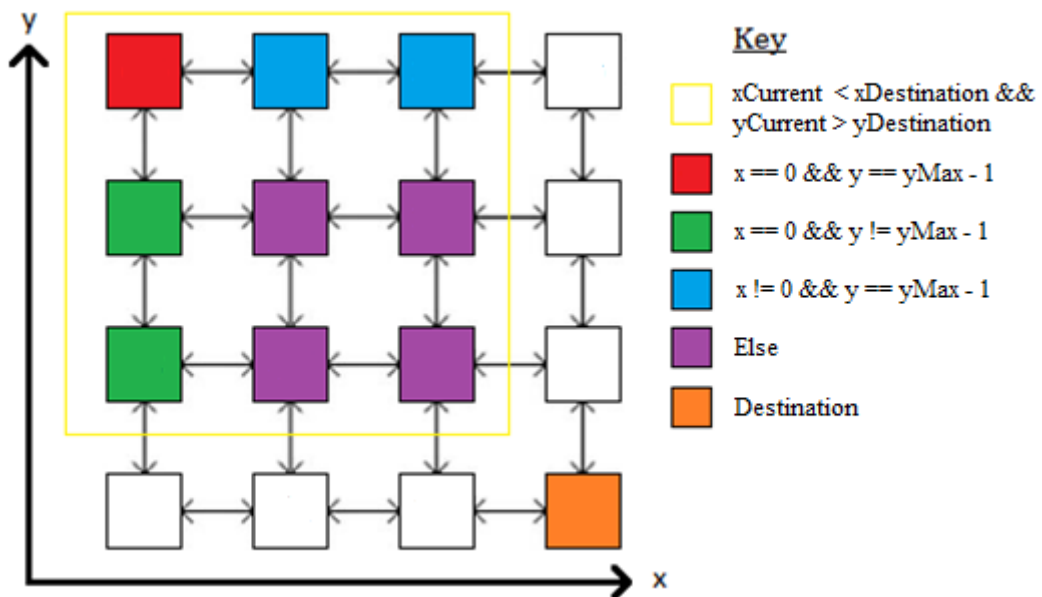 y
Key
xCurrent < xDestination &&
yCurrent > yDestination
x == 0 && y == yMax - 1
x == 0 && y != yMax - 1
x != 0 && y == yMax - 1
Else
Destination
x